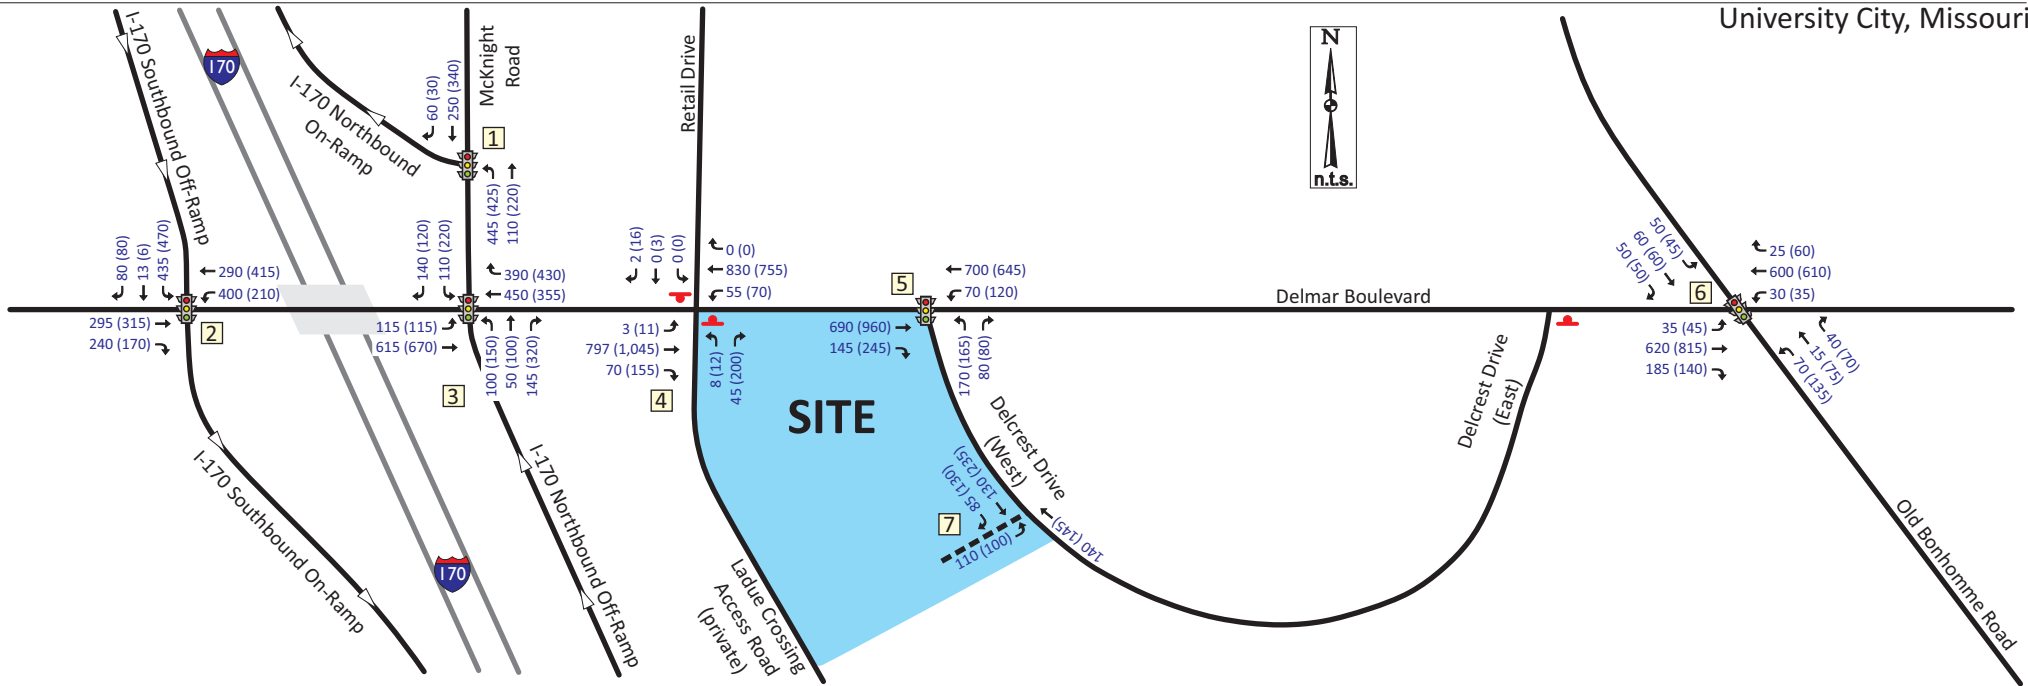 University City, Missouri
I-170 Southbound Off-Ramp
I70
I-170 Northbound
On-Ramp
McKnight
Road
60 (30)
250 (340)
1
445 (425)
110 (220)
Retail Drive
N
n.t.s.
80 (80)
13 (6)
435 (470)
290 (415)
400 (210)
295 (315)
240 (170)
2
140 (120)
110 (220)
390 (430)
450 (355)
115 (115)
615 (670)
100 (150)
50 (100)
145 (320)
3
2 (16)
0 (3)
0 (0)
0 (0)
830 (755)
55 (70)
3 (11)
797 (1,045)
70 (155)
8 (12)
45 (200)
4
5
700 (645)
70 (120)
690 (960)
145 (245)
170 (165)
80 (80)
Delmar Boulevard
50 (45)
60 (60)
50 (50)
6
25 (60)
600 (610)
30 (35)
35 (45)
620 (815)
185 (140)
40 (70)
15 (75)
70 (135)
SITE
Delcrest Drive
(West)
Delcrest Drive
(East)
130 (235)
85 (130)
7
110 (100)
140 (145)
I-170 Southbound On-Ramp
I70
I-170 Northbound Off-Ramp
Ladue Crossing
Access Road
(private)
Old Bonhomme Road